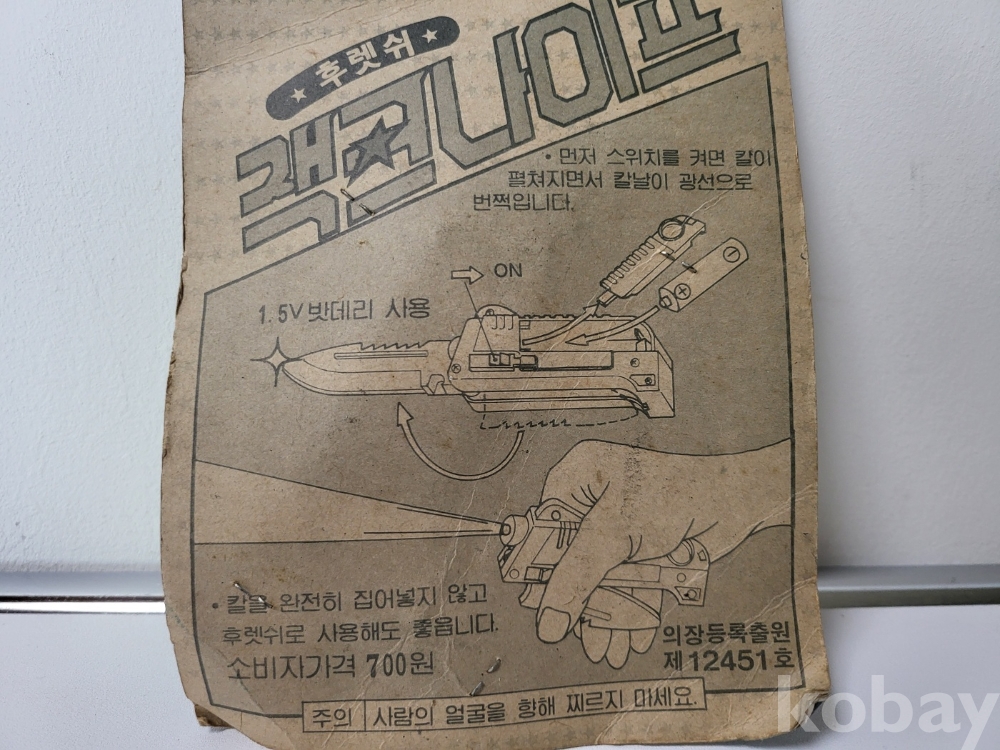 ★ 후렛쉬 ★
랙★컨나이프
• 먼저 스위치를 켜면 칼이
펼쳐지면서 칼날이 광선으로
번쩍입니다.
ON
1.5V 밧데리 사용
• 칼을 완전히 집어넣지 않고
후렛쉬로 사용해도 좋읍니다.
소비자가격 700원
의장등록출원
제12451호
주의 사람의 얼굴을 향해 찌르지 마세요.
kobay